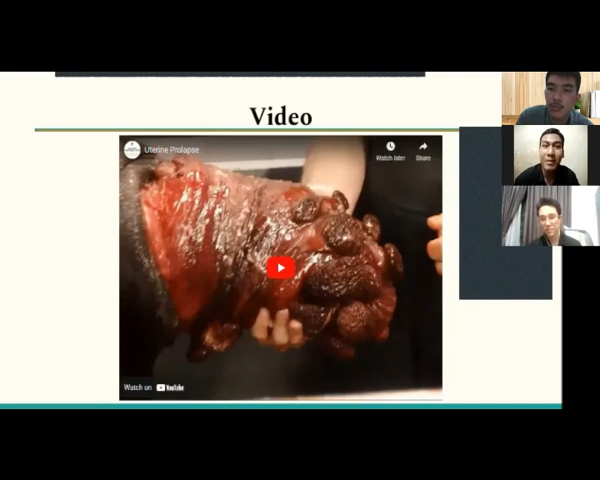 Video
Uterine Prolapse
Watch later
Share
Watch on YouTube